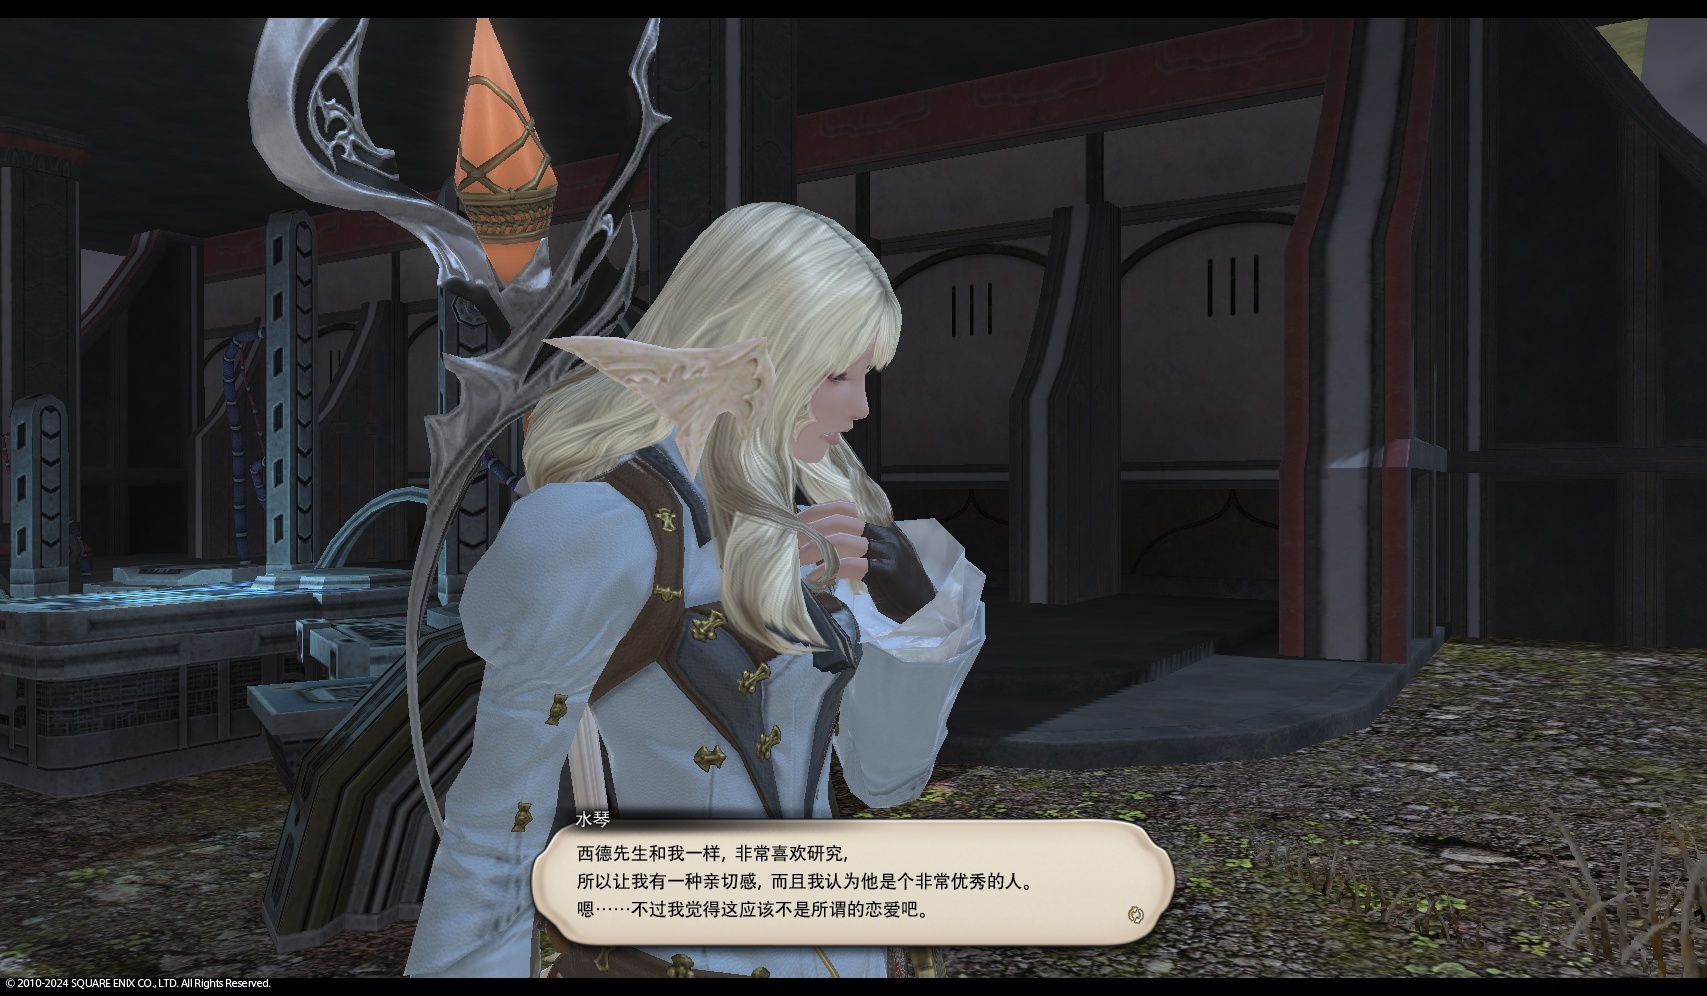 水琴
西德先生和我一样, 非常喜欢研究,
所以让我有一种亲切感, 而且我认为他是个非常优秀的人。
嗯……不过我觉得这应该不是所谓的恋爱吧。
© 2010-2024 SQUARE ENIX CO., LTD. All Rights Reserved.